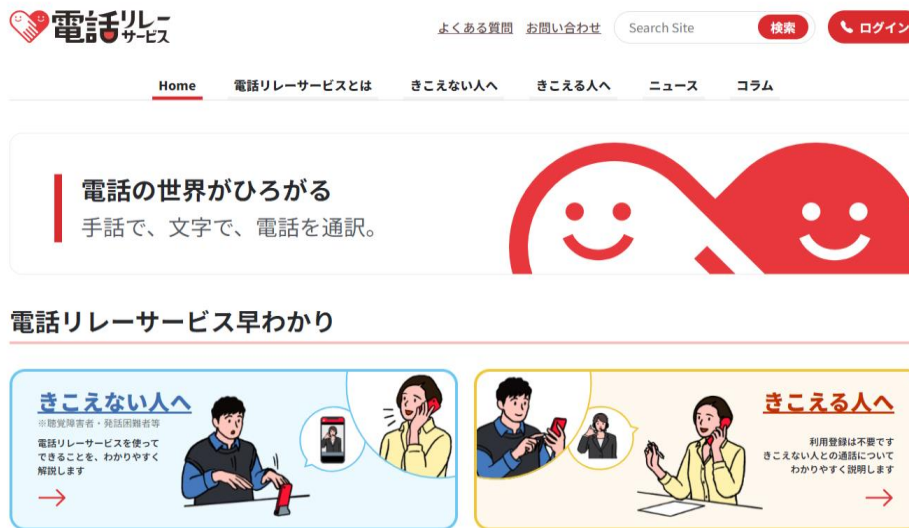 電話リレーサービス
よくある質問 お問い合わせ Search Site 検索 ログイン
Home 電話リレーサービスとは きこえない人へ きこえる人へ ニュース コラム
電話の世界がひろがる
手話で、文字で、電話を通訳。
電話リレーサービス早わかり
きこえない人へ
※聴覚障害者・発話困難者等
電話リレーサービスを使って
できることを、わかりやすく
解説します
きこえる人へ
利用登録は不要です
きこえない人との通話について
わかりやすく説明します